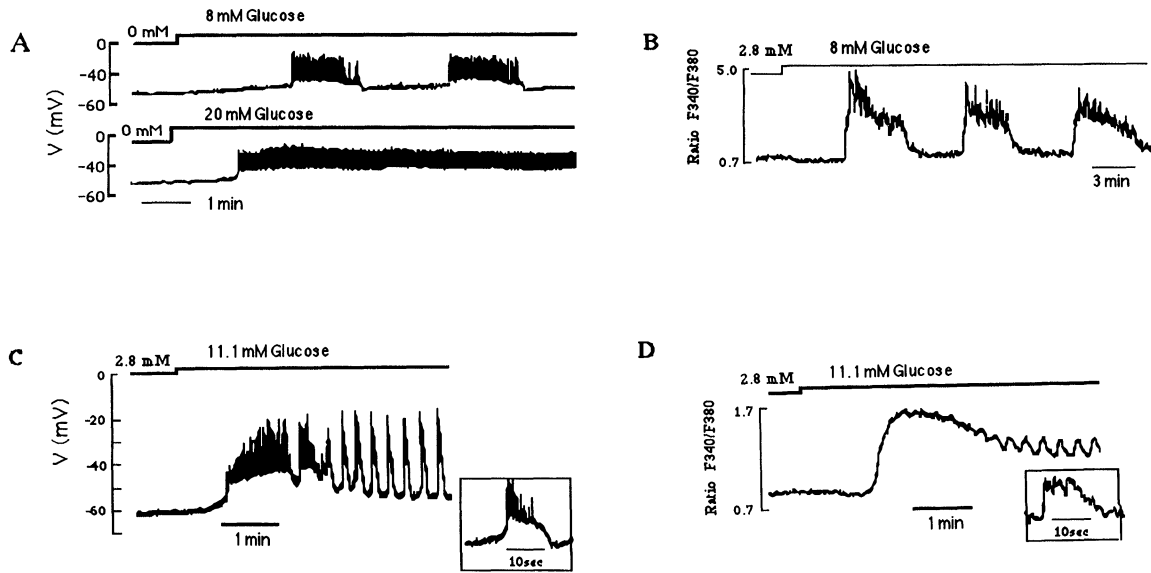 A
8 mM Glucose
0 mM
0
-40
-60
V (mV)
20 mM Glucose
0 mM
0
-40
-60
1 min
B
2.8 mM
8mM Glucose
5.0
Ratio F340/F380
0.7
3 min
C
2.8 mM
11.1 mM Glucose
0
-20
-40
-60
V (mV)
1 min
10sec
D
2.8 mM
11.1 mM Glucose
1.7
Ratio F340/F380
0.7
1 min
10sec